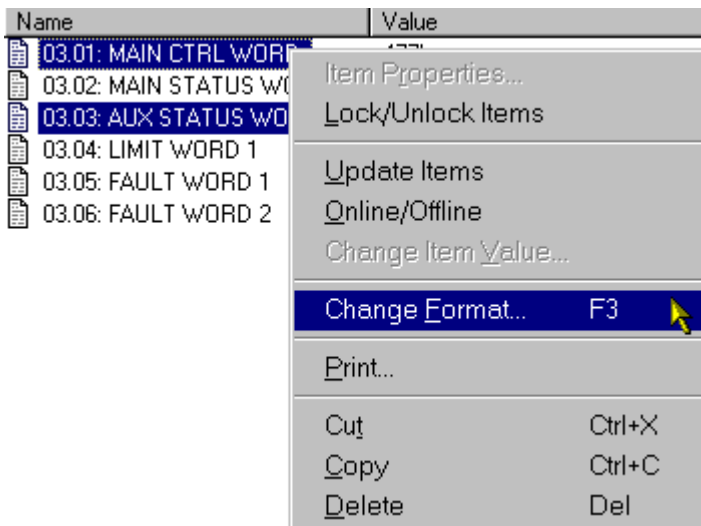 Name Value
03.01: MAIN CTRL WORD
03.02: MAIN STATUS
03.03: AUX STATUS
03.04: LIMIT WORD 1
03.05: FAULT WORD 1
03.06: FAULT WORD 2
Item Properties...
Lock/Unlock Items
Update Items
Online/Offline
Change Item Value...
Change Format... F3
Print...
Cut Ctrl+X
Copy Ctrl+C
Delete Del